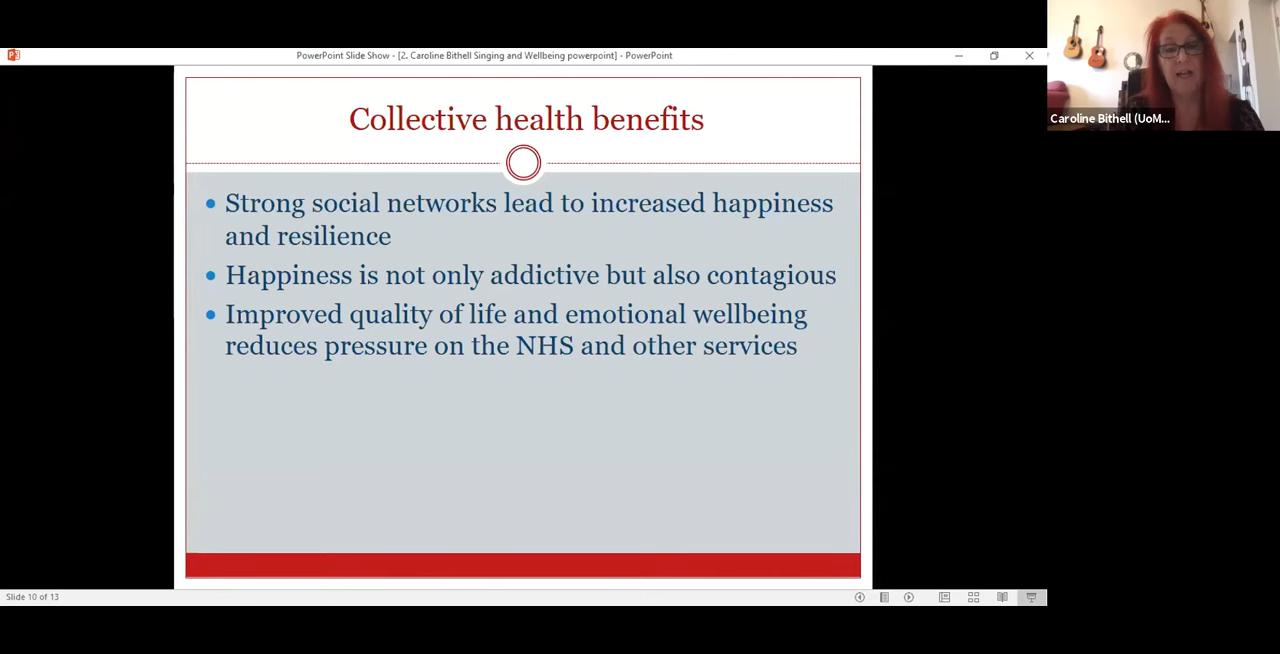 PowerPoint Slide Show - [2. Caroline Bithell Singing and Wellbeing powerpoint] - PowerPoint
Caroline Bithell (UoM...
Collective health benefits
• Strong social networks lead to increased happiness
and resilience
• Happiness is not only addictive but also contagious
• Improved quality of life and emotional wellbeing
reduces pressure on the NHS and other services
Slide 10 of 13